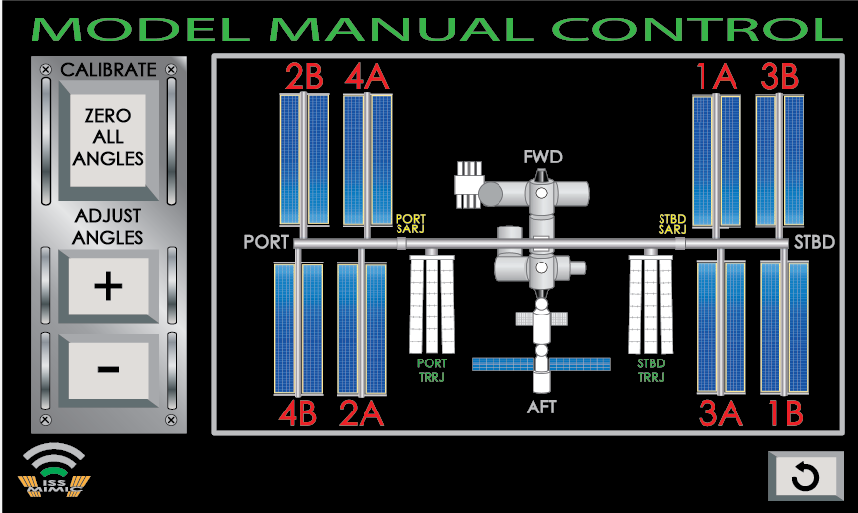 MODEL MANUAL CONTROL
CALIBRATE
ZERO
ALL
ANGLES
ADJUST
ANGLES
+
-
2B 4A 1A 3B
FWD
PORT
SARJ
STBD
SARJ
PORT
STBD
PORT
TRRJ
STBD
TRRJ
AFT
4B 2A 3A 1B
ISS
MIMIC